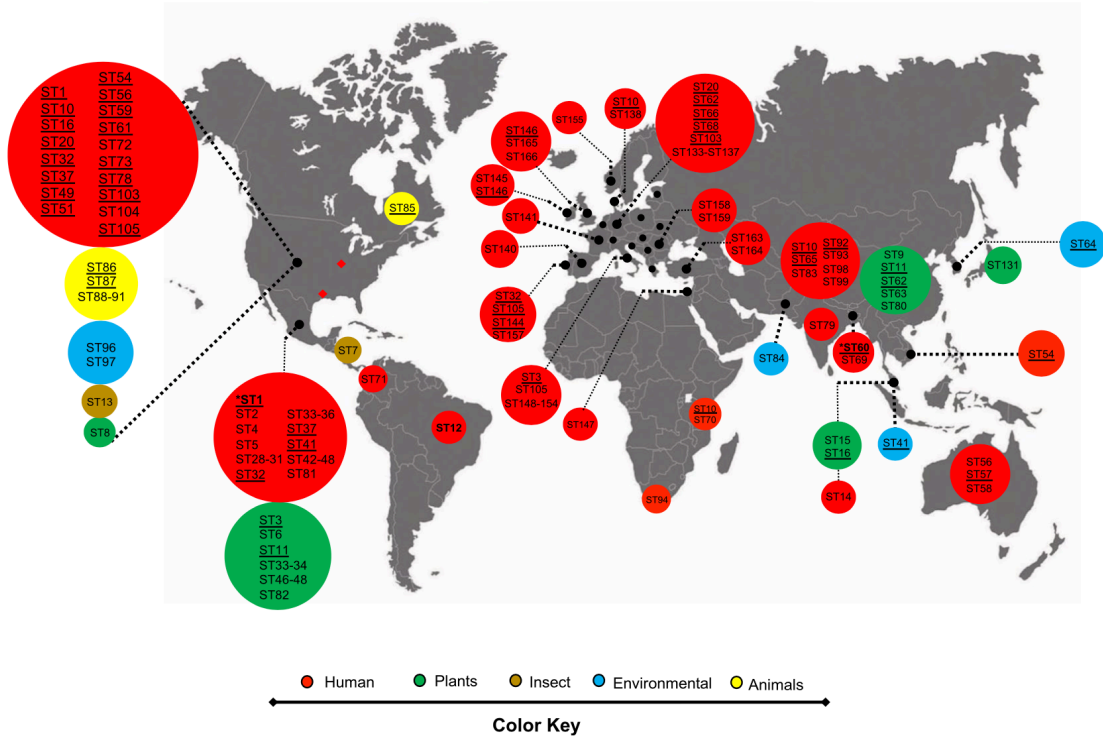 ST1
ST10
ST16
ST20
ST32
ST37
ST49
ST51
ST54
ST56
ST59
ST61
ST72
ST73
ST78
ST103
ST104
ST105
ST86
ST87
ST88-91
ST96
ST97
ST13
ST8
ST85
ST7
ST71
ST12
*ST1
ST2
ST4
ST5
ST28-31
ST32
ST33-36
ST37
ST41
ST42-48
ST81
ST3
ST6
ST11
ST33-34
ST46-48
ST82
ST146
ST165
ST166
ST155
ST10
ST138
ST20
ST62
ST66
ST68
ST103
ST133-ST137
ST145
ST146
ST141
ST140
ST158
ST159
ST163
ST164
ST32
ST105
ST144
ST157
ST3
ST105
ST148-154
ST147
ST10
ST70
ST94
ST10
ST65
ST83
ST92
ST93
ST98
ST99
ST9
ST11
ST62
ST63
ST80
ST131
ST64
ST79
*ST60
ST69
ST84
ST54
ST15
ST16
ST41
ST14
ST56
ST57
ST58
Human
Plants
Insect
Environmental
Animals
Color Key